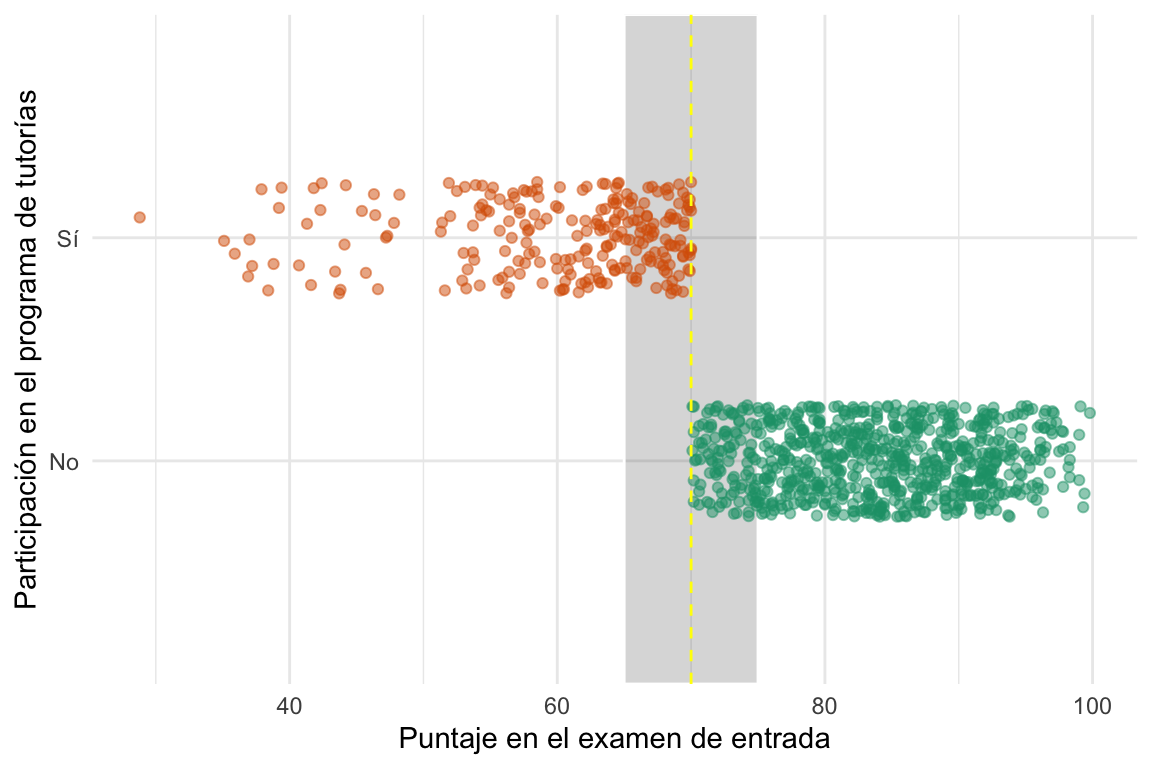 Participación en el programa de tutorías
Sí
No
40
60
80
100
Puntaje en el examen de entrada